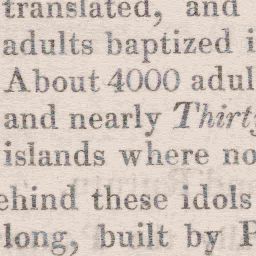 translated, and
adults baptized i
About 4000 adul
and nearly Thirty
islands where no
ehind these idols
long, built by P